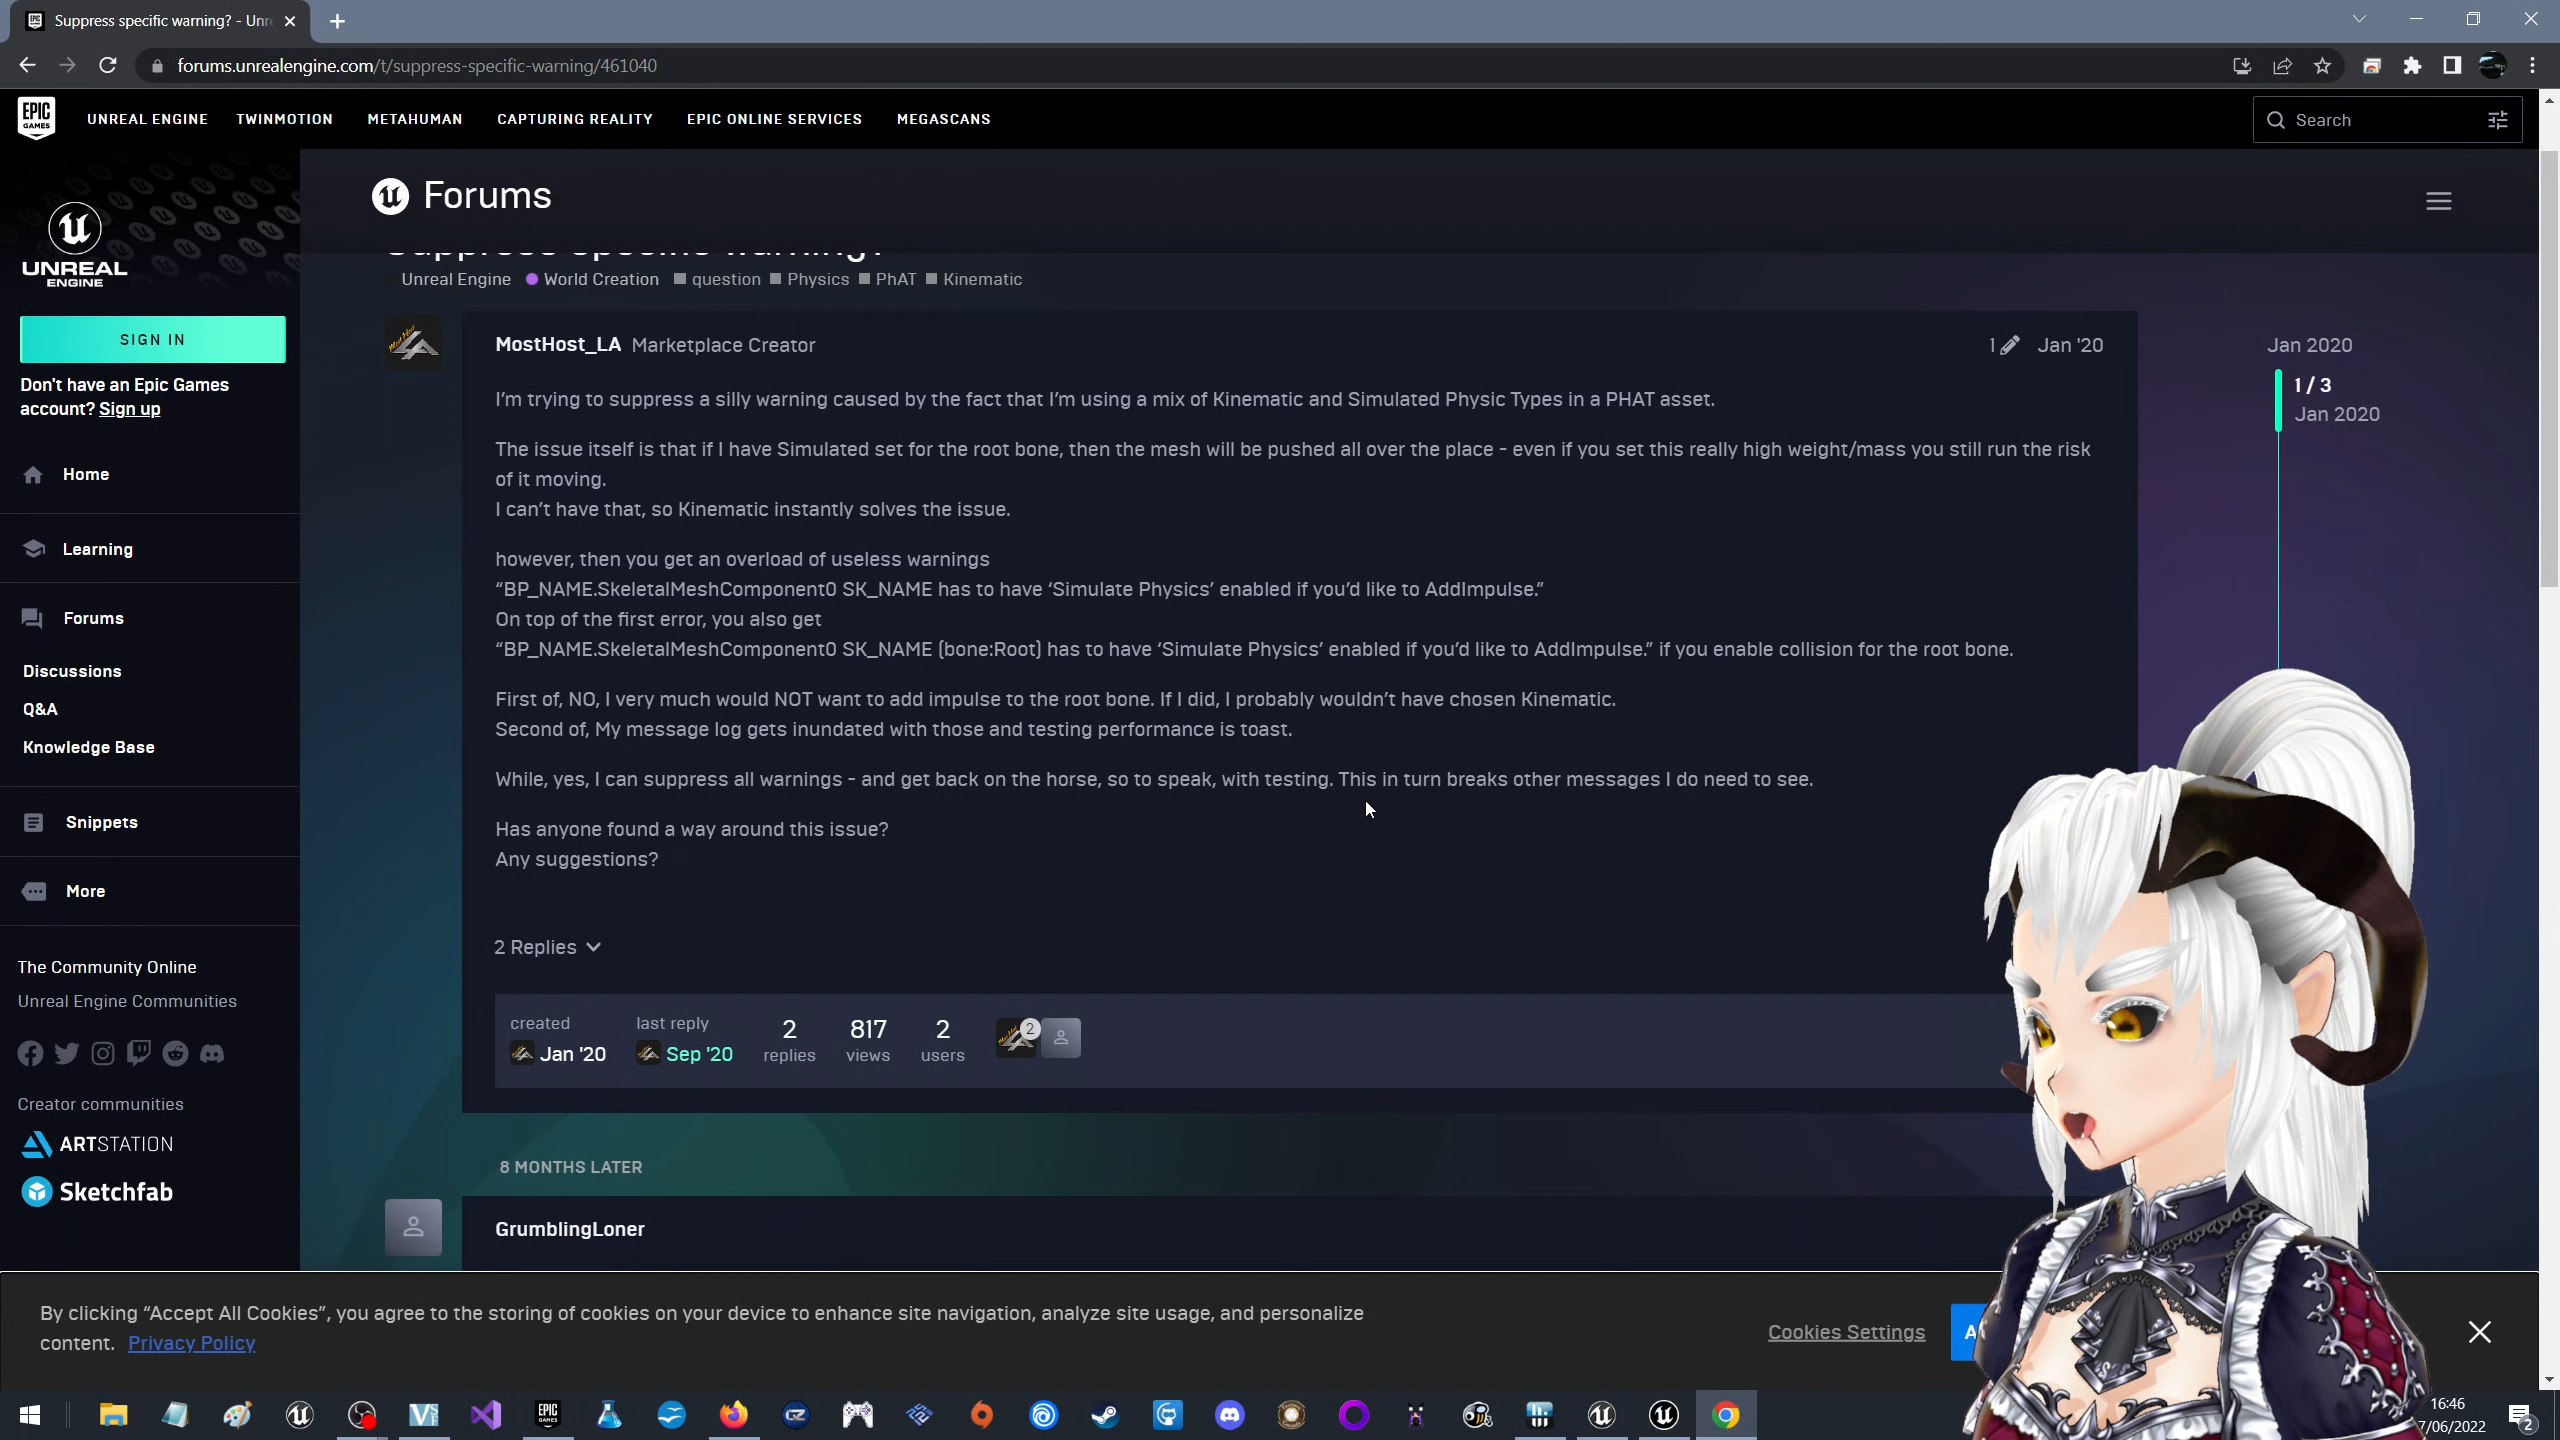 Suppress specific warning? - Unre
forums.unrealengine.com/t/suppress-specific-warning/461040
EPIC GAMES
UNREAL ENGINE TWINMOTION METAHUMAN CAPTURING REALITY EPIC ONLINE SERVICES MEGASCANS
Search
Forums
UNREAL
ENGINE
Suppress specific warning?
Unreal Engine World Creation question Physics PhAT Kinematic
SIGN IN
Don't have an Epic Games
account? Sign up
Home
Learning
Forums
Discussions
Q&A
Knowledge Base
Snippets
More
The Community Online
Unreal Engine Communities
Creator communities
ARTSTATION
Sketchfab
MostHost_LA Marketplace Creator
1 Jan '20
I'm trying to suppress a silly warning caused by the fact that I'm using a mix of Kinematic and Simulated Physic Types in a PHAT asset.
The issue itself is that if I have Simulated set for the root bone, then the mesh will be pushed all over the place - even if you set this really high weight/mass you still run the risk
of it moving.
I can't have that, so Kinematic instantly solves the issue.
however, then you get an overload of useless warnings
“BP_NAME.SkeletalMeshComponent0 SK_NAME has to have ‘Simulate Physics’ enabled if you’d like to AddImpulse.”
On top of the first error, you also get
“BP_NAME.SkeletalMeshComponent0 SK_NAME (bone:Root) has to have ‘Simulate Physics’ enabled if you’d like to AddImpulse.” if you enable collision for the root bone.
First of, NO, I very much would NOT want to add impulse to the root bone. If I did, I probably wouldn’t have chosen Kinematic.
Second of, My message log gets inundated with those and testing performance is toast.
While, yes, I can suppress all warnings - and get back on the horse, so to speak, with testing. This in turn breaks other messages I do need to see.
Has anyone found a way around this issue?
Any suggestions?
2 Replies
created last reply 2 817 2 2
Jan '20 Sep '20 replies views users
Jan 2020
1 / 3
Jan 2020
8 MONTHS LATER
GrumblingLoner
By clicking “Accept All Cookies”, you agree to the storing of cookies on your device to enhance site navigation, analyze site usage, and personalize
content. Privacy Policy
Cookies Settings
A
16:46
7/06/2022
2